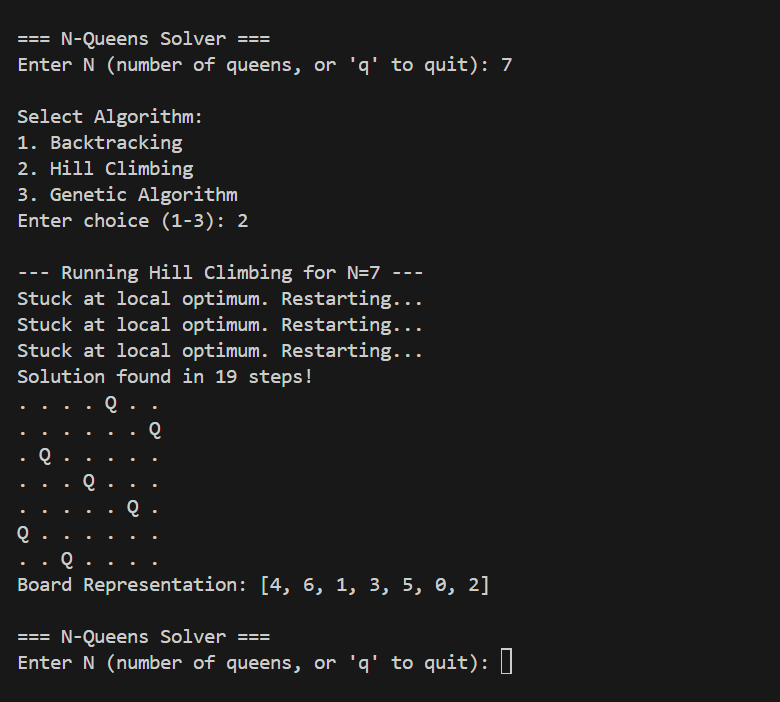 === N-Queens Solver ===
Enter N (number of queens, or 'q' to quit): 7
Select Algorithm:
1. Backtracking
2. Hill Climbing
3. Genetic Algorithm
Enter choice (1-3): 2
--- Running Hill Climbing for N=7 ---
Stuck at local optimum. Restarting...
Stuck at local optimum. Restarting...
Stuck at local optimum. Restarting...
Solution found in 19 steps!
. . . . Q . .
. . . . . . Q
. Q . . . . .
. . . Q . . .
. . . . . Q .
Q . . . . . .
. . Q . . . .
Board Representation: [4, 6, 1, 3, 5, 0, 2]
=== N-Queens Solver ===
Enter N (number of queens, or 'q' to quit):